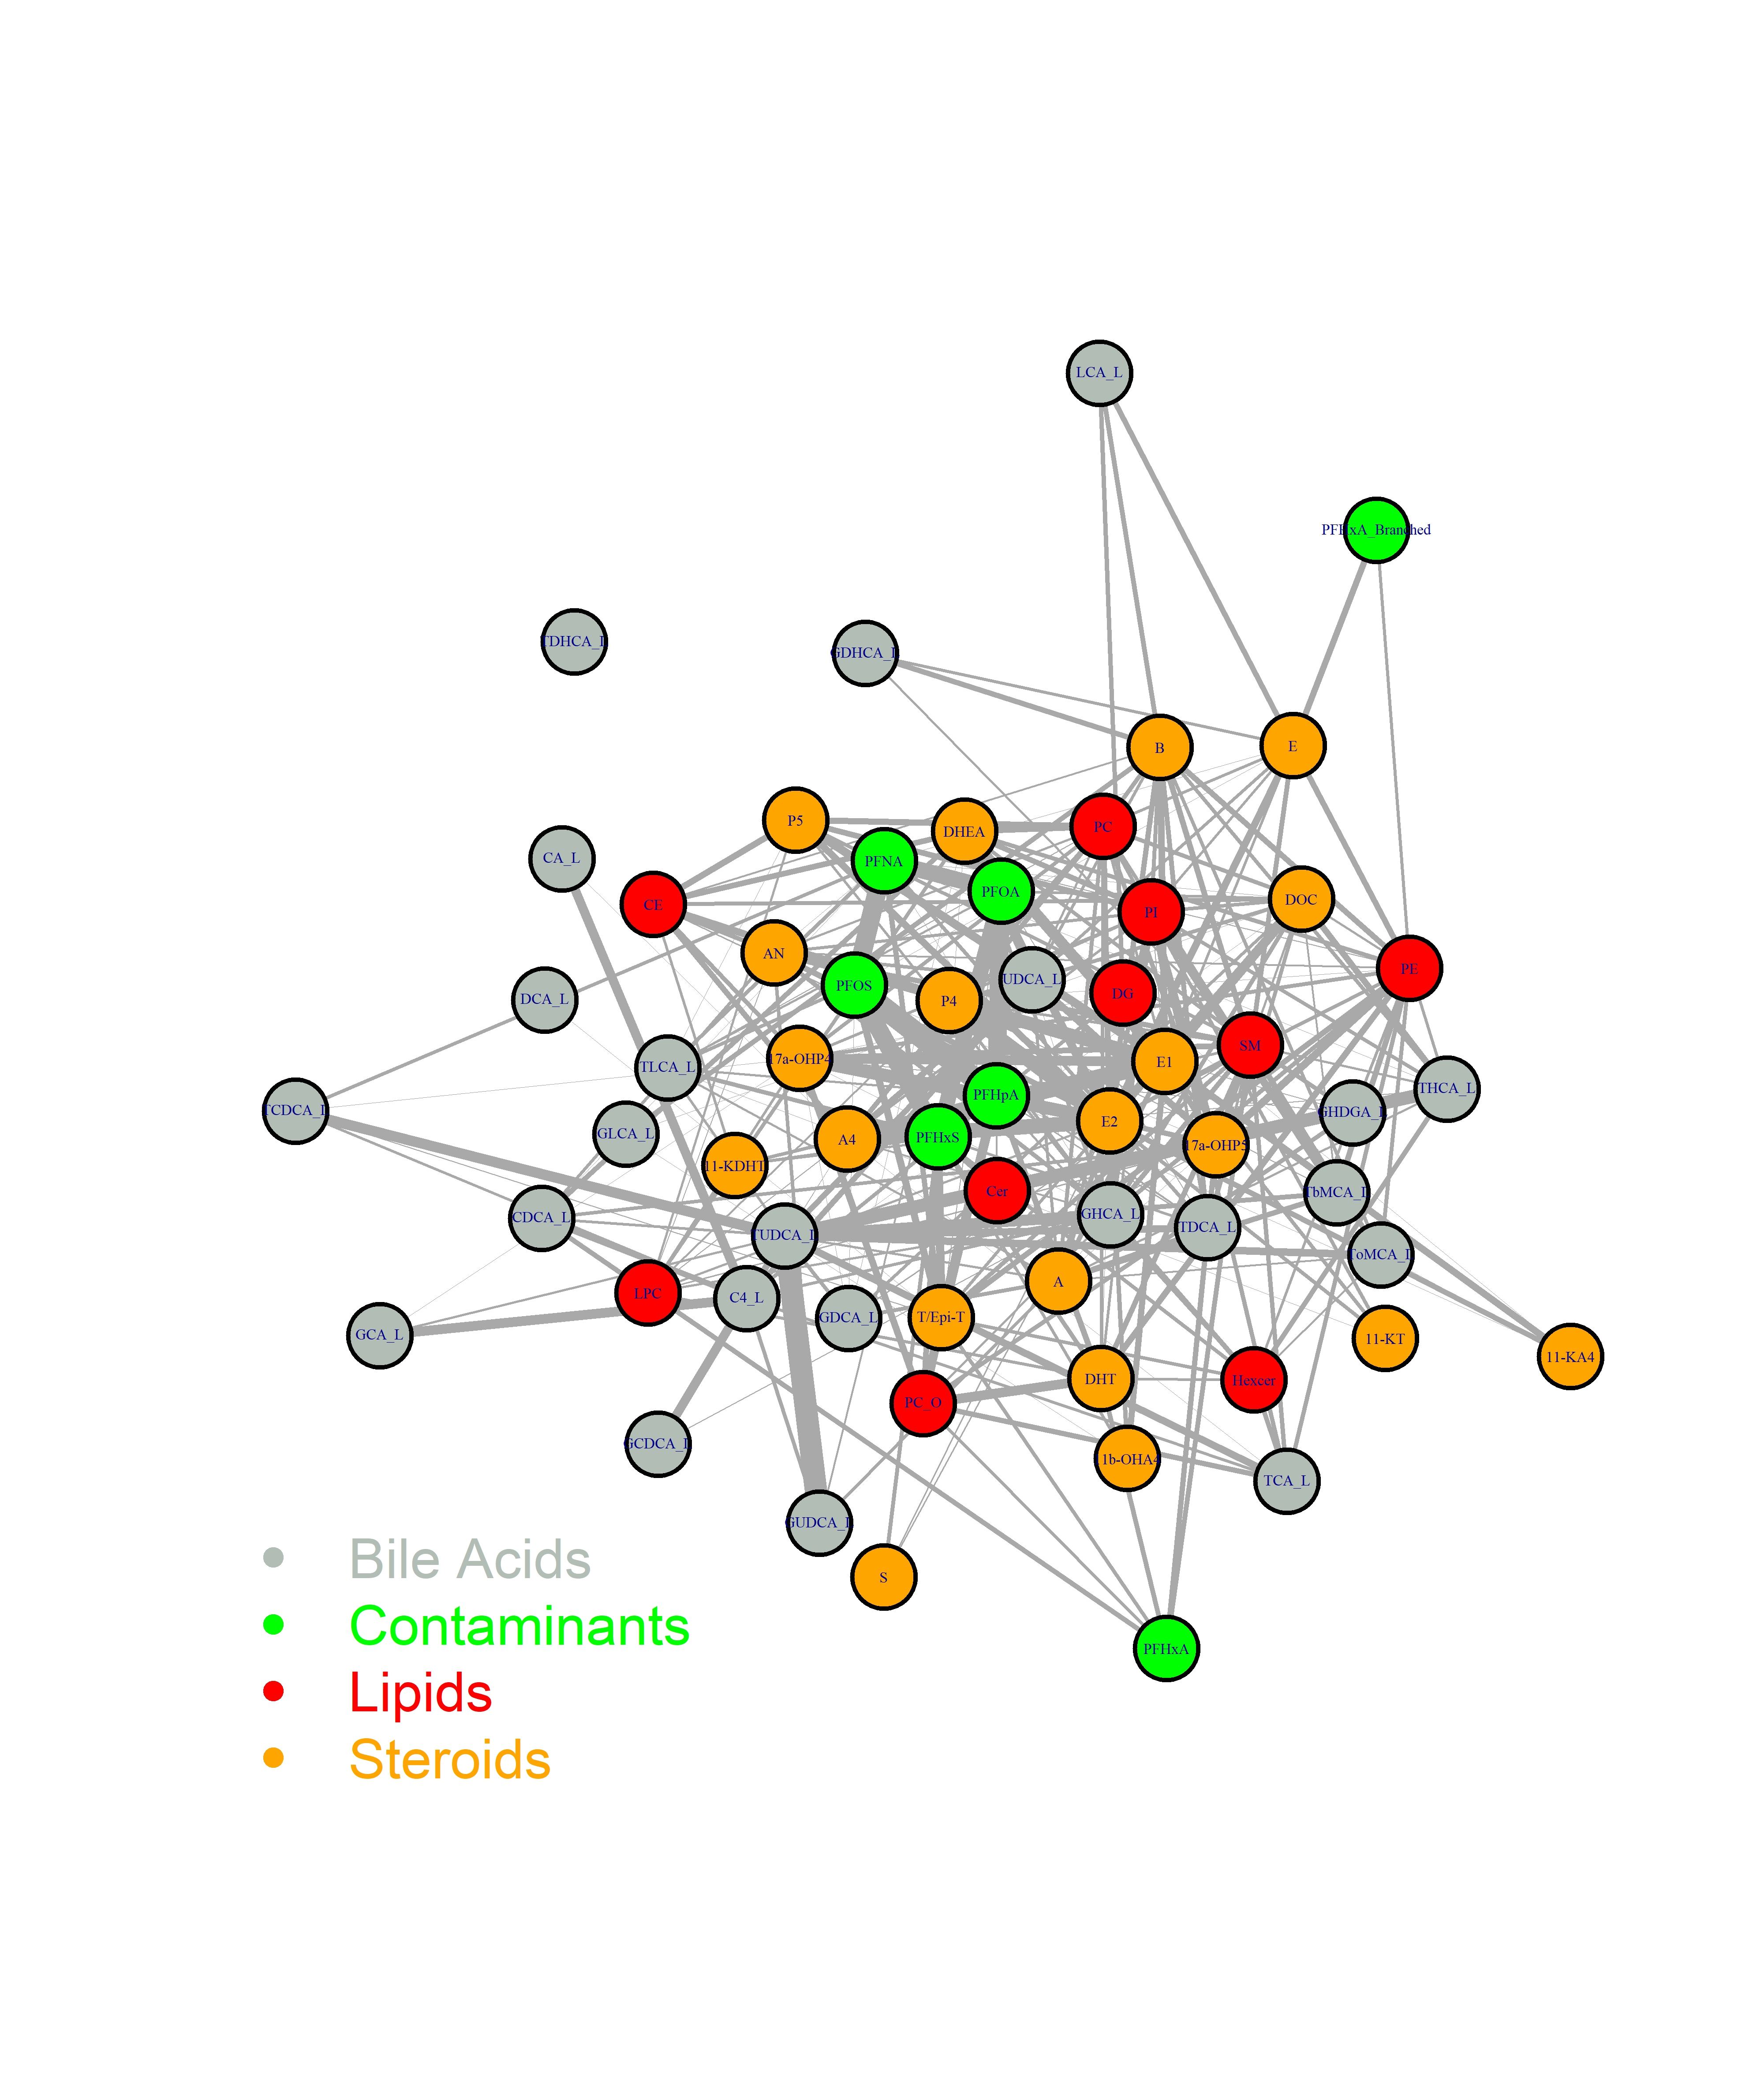 LCA_L
PFHxA_Branched
TDHCA_L
GDHCA_L
B
E
P5
PC
DHEA
CA_L
PFNA
PFOA
CE
DOC
PI
AN
PE
UDCA_L
PFOS
DG
DCA_L
P4
SM
17a-OHP4
E1
TLCA_L
THCA_L
PFHpA
TCDCA_L
GHDGA_L
E2
GLCA_L
PFHxS
A4
17a-OHP5
11-KDHT
Cer
TbMCA_L
GHCA_L
CDCA_L
TDCA_L
TUDCA_L
ToMCA_L
A
LPC
C4_L
GDCA_L
T/Epi-T
GCA_L
11-KT
11-KA4
DHT
Hexcer
PC_O
GCDCA_L
1b-OHA4
TCA_L
GUDCA_L
S
PFHxA
Bile Acids
Contaminants
Lipids
Steroids